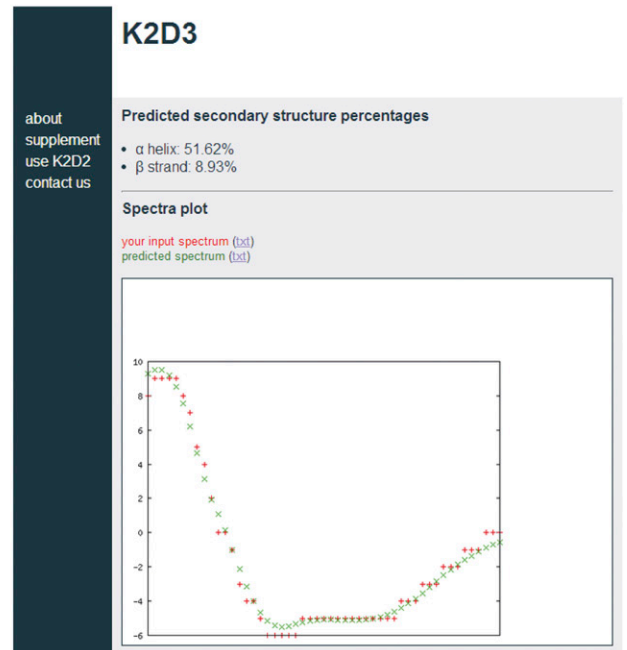 K2D3
about
supplement
use K2D2
contact us
Predicted secondary structure percentages
• α helix: 51.62%
• β strand: 8.93%
Spectra plot
your input spectrum (txt)
predicted spectrum (txt)
10
8
6
4
2
0
-2
-4
-6